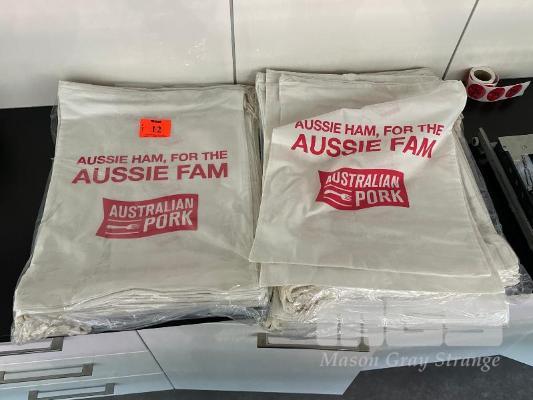 12
AUSSIE HAM, FOR THE
AUSSIE FAM
AUSTRALIAN
PORK
AUSSIE HAM, FOR THE
AUSSIE FAM
AUSTRALIAN
PORK
MGS
Mason Gray Strange